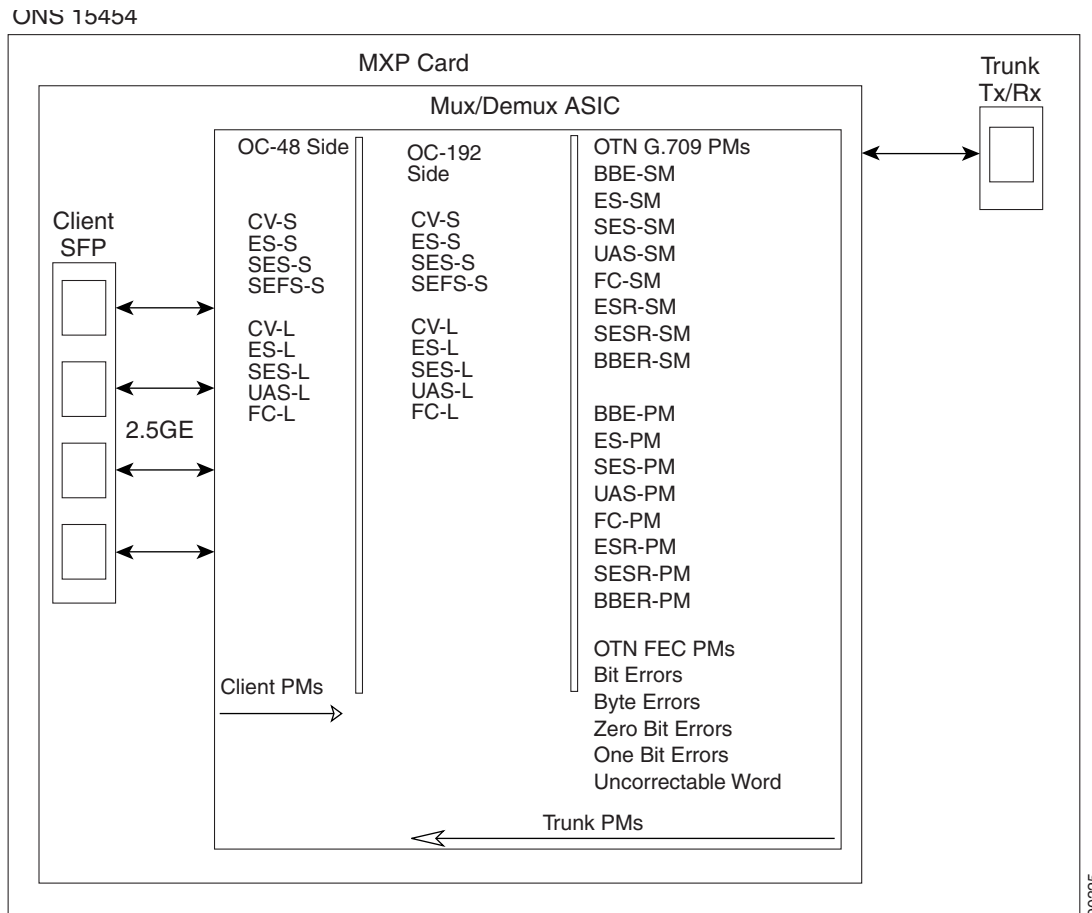 ONS 15454
MXP Card
Trunk
Tx/Rx
Mux/Demux ASIC
Client
SFP
2.5GE
OC-48 Side
CV-S
ES-S
SES-S
SEFS-S
CV-L
ES-L
SES-L
UAS-L
FC-L
Client PMs
OC-192
Side
CV-S
ES-S
SES-S
SEFS-S
CV-L
ES-L
SES-L
UAS-L
FC-L
OTN G.709 PMs
BBE-SM
ES-SM
SES-SM
UAS-SM
FC-SM
ESR-SM
SESR-SM
BBER-SM
BBE-PM
ES-PM
SES-PM
UAS-PM
FC-PM
ESR-PM
SESR-PM
BBER-PM
OTN FEC PMs
Bit Errors
Byte Errors
Zero Bit Errors
One Bit Errors
Uncorrectable Word
Trunk PMs